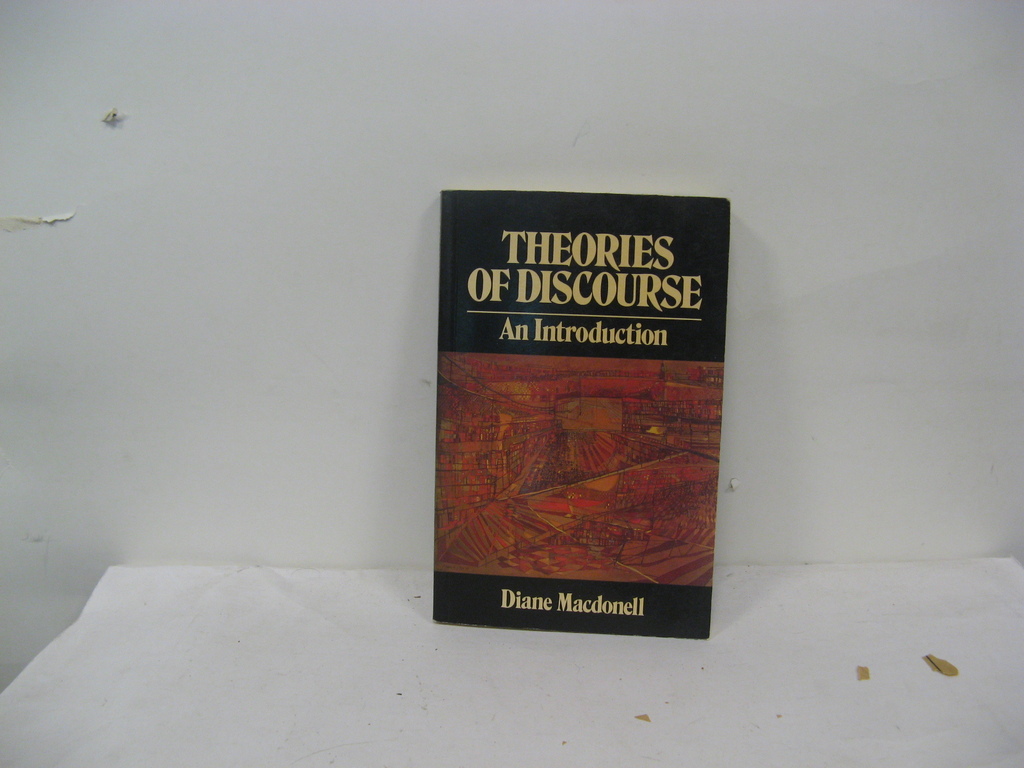 THEORIES
OF DISCOURSE
An Introduction
Diane Macdonell